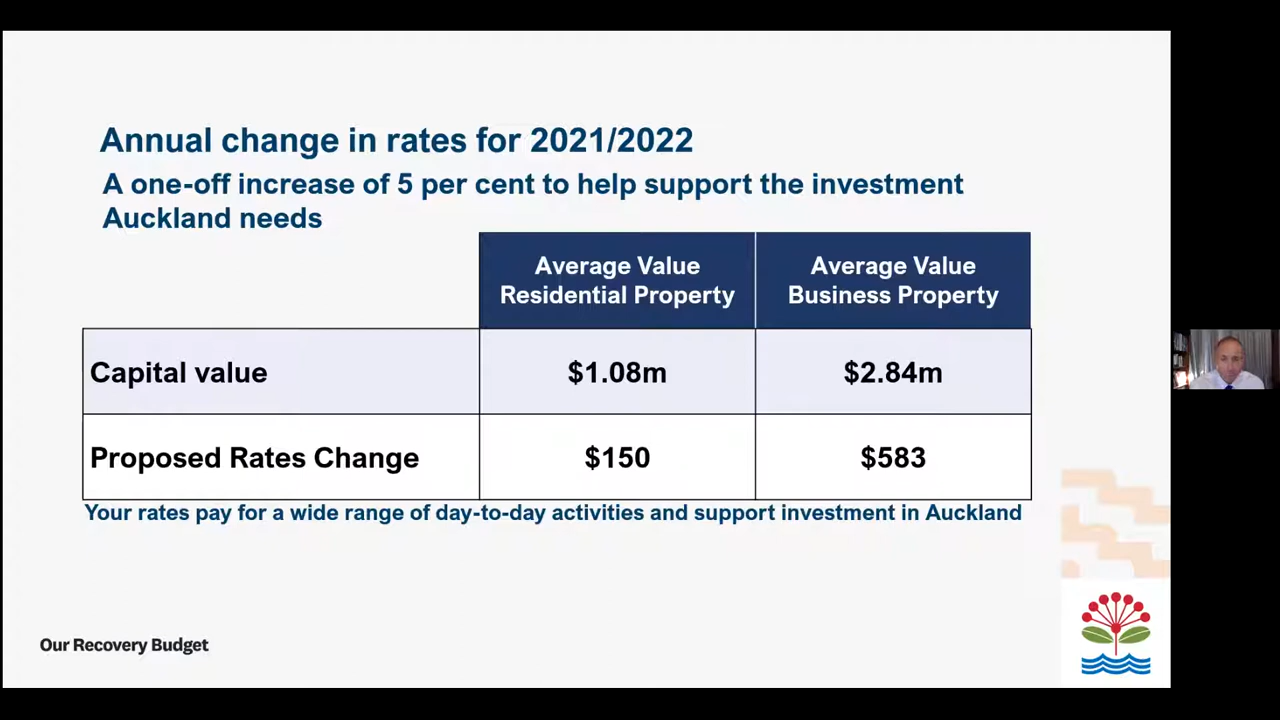 Annual change in rates for 2021/2022
A one-off increase of 5 per cent to help support the investment
Auckland needs
Average Value
Residential Property
Average Value
Business Property
Capital value
$1.08m
$2.84m
Proposed Rates Change
$150
$583
Your rates pay for a wide range of day-to-day activities and support investment in Auckland
Our Recovery Budget